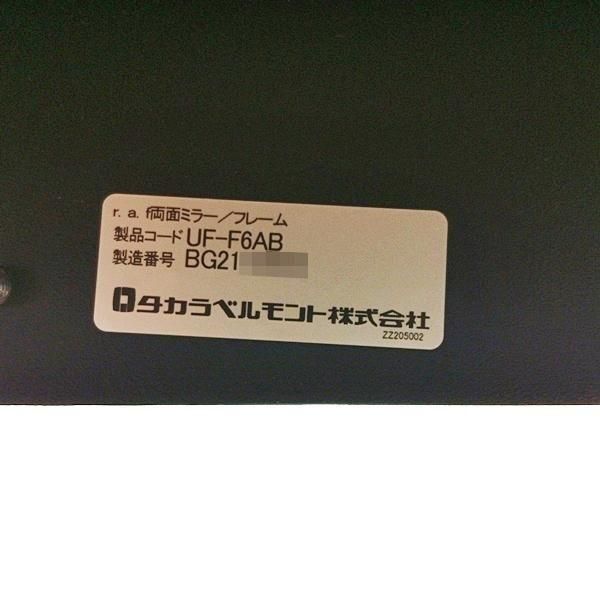 r. a. f両面ミラー/フレーム
製品コード UF-F6AB
製造番号 BG21
タカラベルモント株式会社
ZZ205002